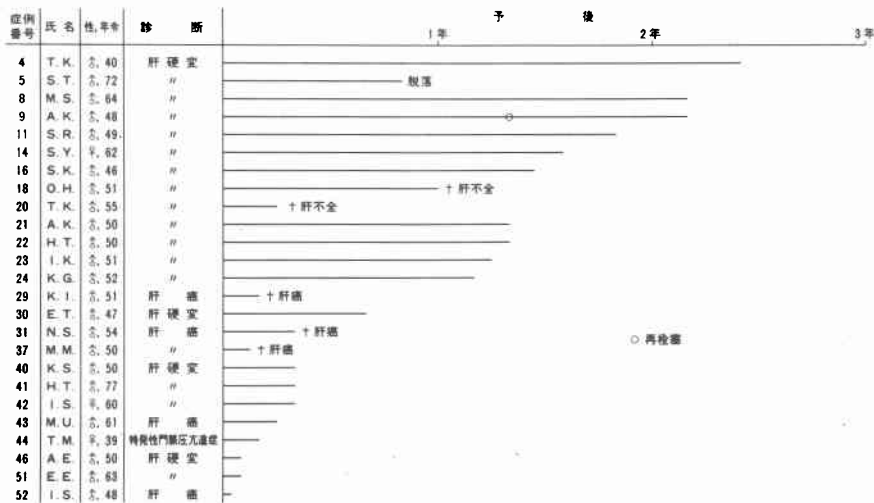 症例番号 氏名 性,年令 診断 予後
1年 2年 3年
4 T.K. ♂, 40 肝硬変
5 S.T. ♂, 72 〃 脱落
8 M.S. ♂, 64 〃
9 A.K. ♂, 48 〃
11 S.R. ♂, 49. 〃
14 S.Y. ♀, 62 〃
16 S.K. ♂, 46 〃
18 O.H. ♂, 51 〃 †肝不全
20 T.K. ♂, 55 〃 †肝不全
21 A.K. ♂, 50 〃
22 H.T. ♂, 50 〃
23 I.K. ♂, 51 〃
24 K.G. ♂, 52 〃
29 K.I. ♂, 51 肝癌 †肝癌
30 E.T. ♂, 47 肝硬変
31 N.S. ♂, 54 肝癌 †肝癌
○ 再栓塞
37 M.M. ♂, 50 〃 †肝癌
40 K.S. ♂, 50 肝硬変
41 H.T. ♂, 77 〃
42 I.S. ♀, 60 〃
43 M.U. ♂, 61 肝癌
44 T.M. ♀, 39 特発性門脈圧亢進症
46 A.E. ♂, 50 肝硬変
51 E.E. ♂, 63 〃
52 I.S. ♂, 48 肝癌